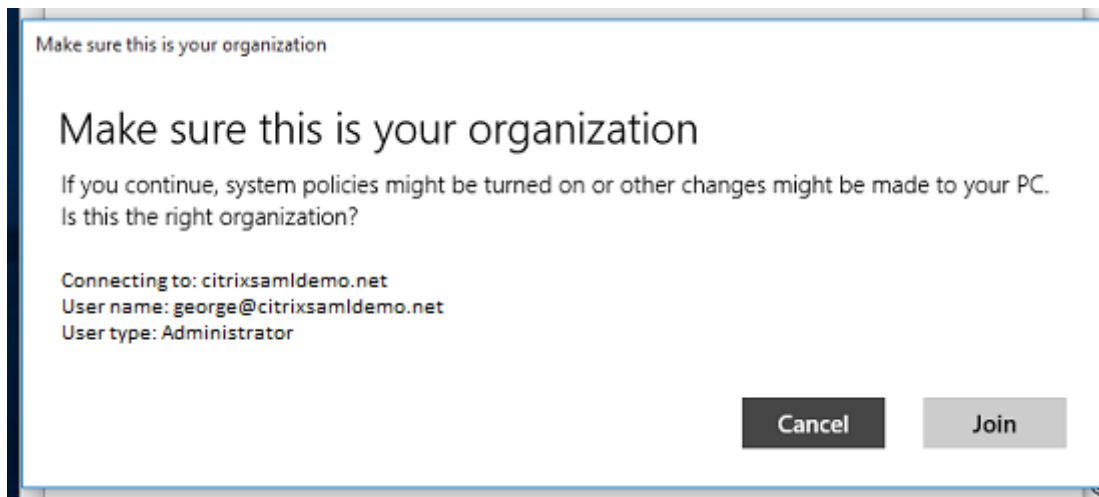 Make sure this is your organization
Make sure this is your organization
If you continue, system policies might be turned on or other changes might be made to your PC.
Is this the right organization?
Connecting to: citrixsamldemo.net
User name: george@citrixsamldemo.net
User type: Administrator
Cancel Join